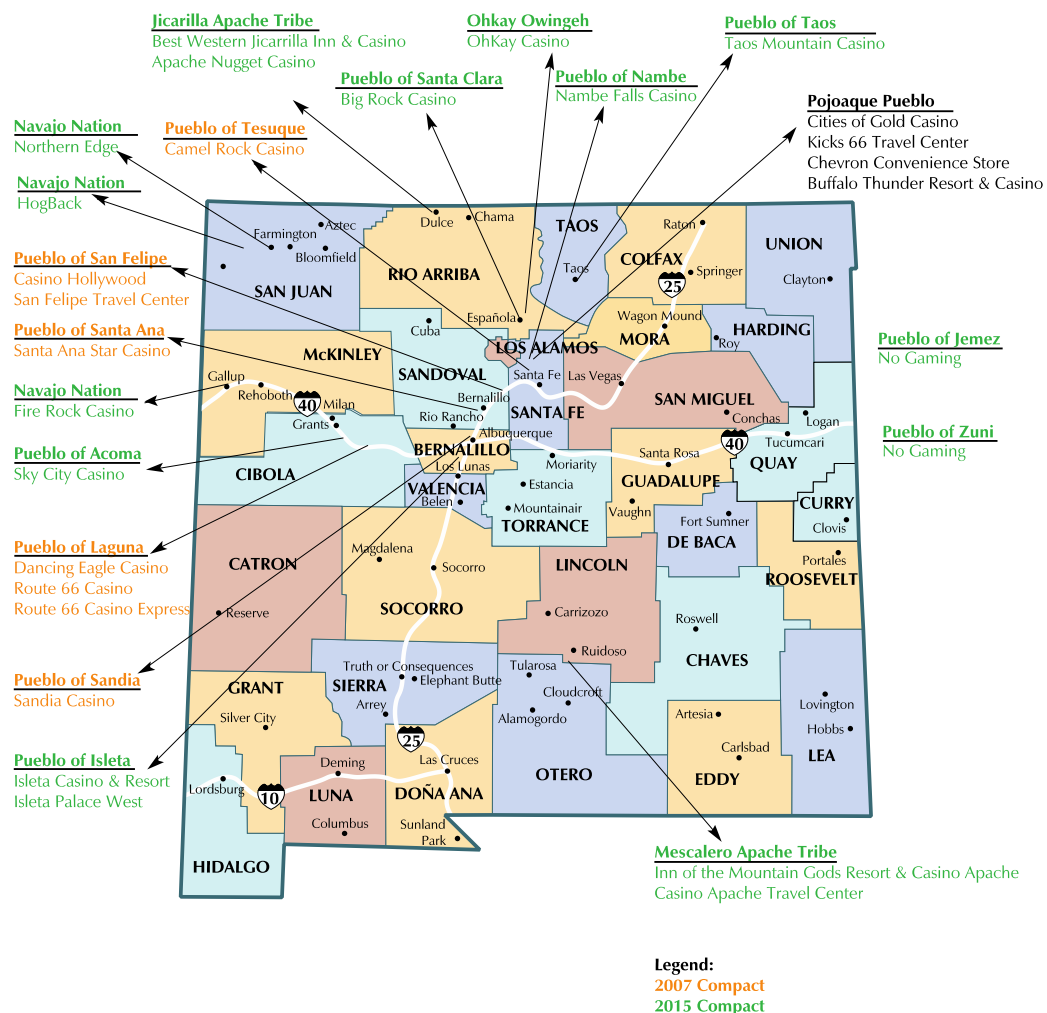 Jicarilla Apache Tribe
Best Western Jicarrilla Inn & Casino
Apache Nugget Casino
Ohkay Owingeh
OhKay Casino
Pueblo of Taos
Taos Mountain Casino
Pueblo of Santa Clara
Big Rock Casino
Pueblo of Nambe
Nambe Falls Casino
Pojoaque Pueblo
Cities of Gold Casino
Kicks 66 Travel Center
Chevron Convenience Store
Buffalo Thunder Resort & Casino
Navajo Nation
Northern Edge
Pueblo of Tesuque
Camel Rock Casino
Navajo Nation
HogBack
Pueblo of San Felipe
Casino Hollywood
San Felipe Travel Center
Pueblo of Santa Ana
Santa Ana Star Casino
Navajo Nation
Fire Rock Casino
Pueblo of Acoma
Sky City Casino
Pueblo of Laguna
Dancing Eagle Casino
Route 66 Casino
Route 66 Casino Express
Pueblo of Sandia
Sandia Casino
Pueblo of Isleta
Isleta Casino & Resort
Isleta Palace West
Pueblo of Jemez
No Gaming
Pueblo of Zuni
No Gaming
Aztec
Farmington
Bloomfield
SAN JUAN
Dulce
Chama
RIO ARRIBA
Española
TAOS
Taos
Raton
COLFAX
Springer
25
UNION
Clayton
Wagon Mound
MORA
HARDING
Roy
McKINLEY
Gallup
Rehoboth
40
Milan
Grants
Cuba
SANDOVAL
Bernalillo
Rio Rancho
LOS ALAMOS
Santa Fe
SANTA FE
Las Vegas
SAN MIGUEL
Conchas
Logan
Tucumcari
40
QUAY
CIBOLA
Albuquerque
BERNALILLO
Los Lunas
VALENCIA
Belen
Moriarity
Estancia
Mountainair
TORRANCE
Santa Rosa
GUADALUPE
Vaughn
Fort Sumner
DE BACA
CURRY
Clovis
Portales
ROOSEVELT
CATRON
Reserve
Magdalena
Socorro
SOCORRO
LINCOLN
Carrizozo
Ruidoso
Roswell
CHAVES
GRANT
Silver City
Truth or Consequences
SIERRA
Elephant Butte
Arrey
25
Tularosa
Cloudcroft
Alamogordo
OTERO
Artesia
Carlsbad
EDDY
Lovington
Hobbs
LEA
Lordsburg
10
HIDALGO
Deming
LUNA
Columbus
Las Cruces
DOÑA ANA
Sunland
Park
Mescalero Apache Tribe
Inn of the Mountain Gods Resort & Casino Apache
Casino Apache Travel Center
Legend:
2007 Compact
2015 Compact